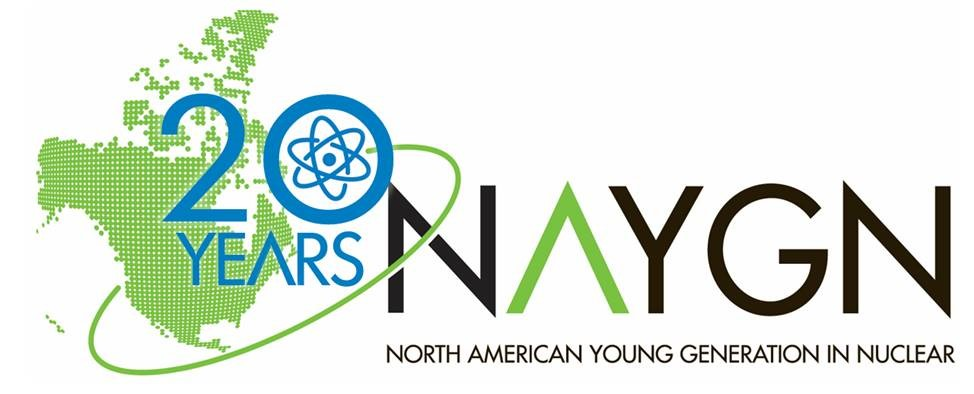 20
YEARS
NAYGN
NORTH AMERICAN YOUNG GENERATION IN NUCLEAR